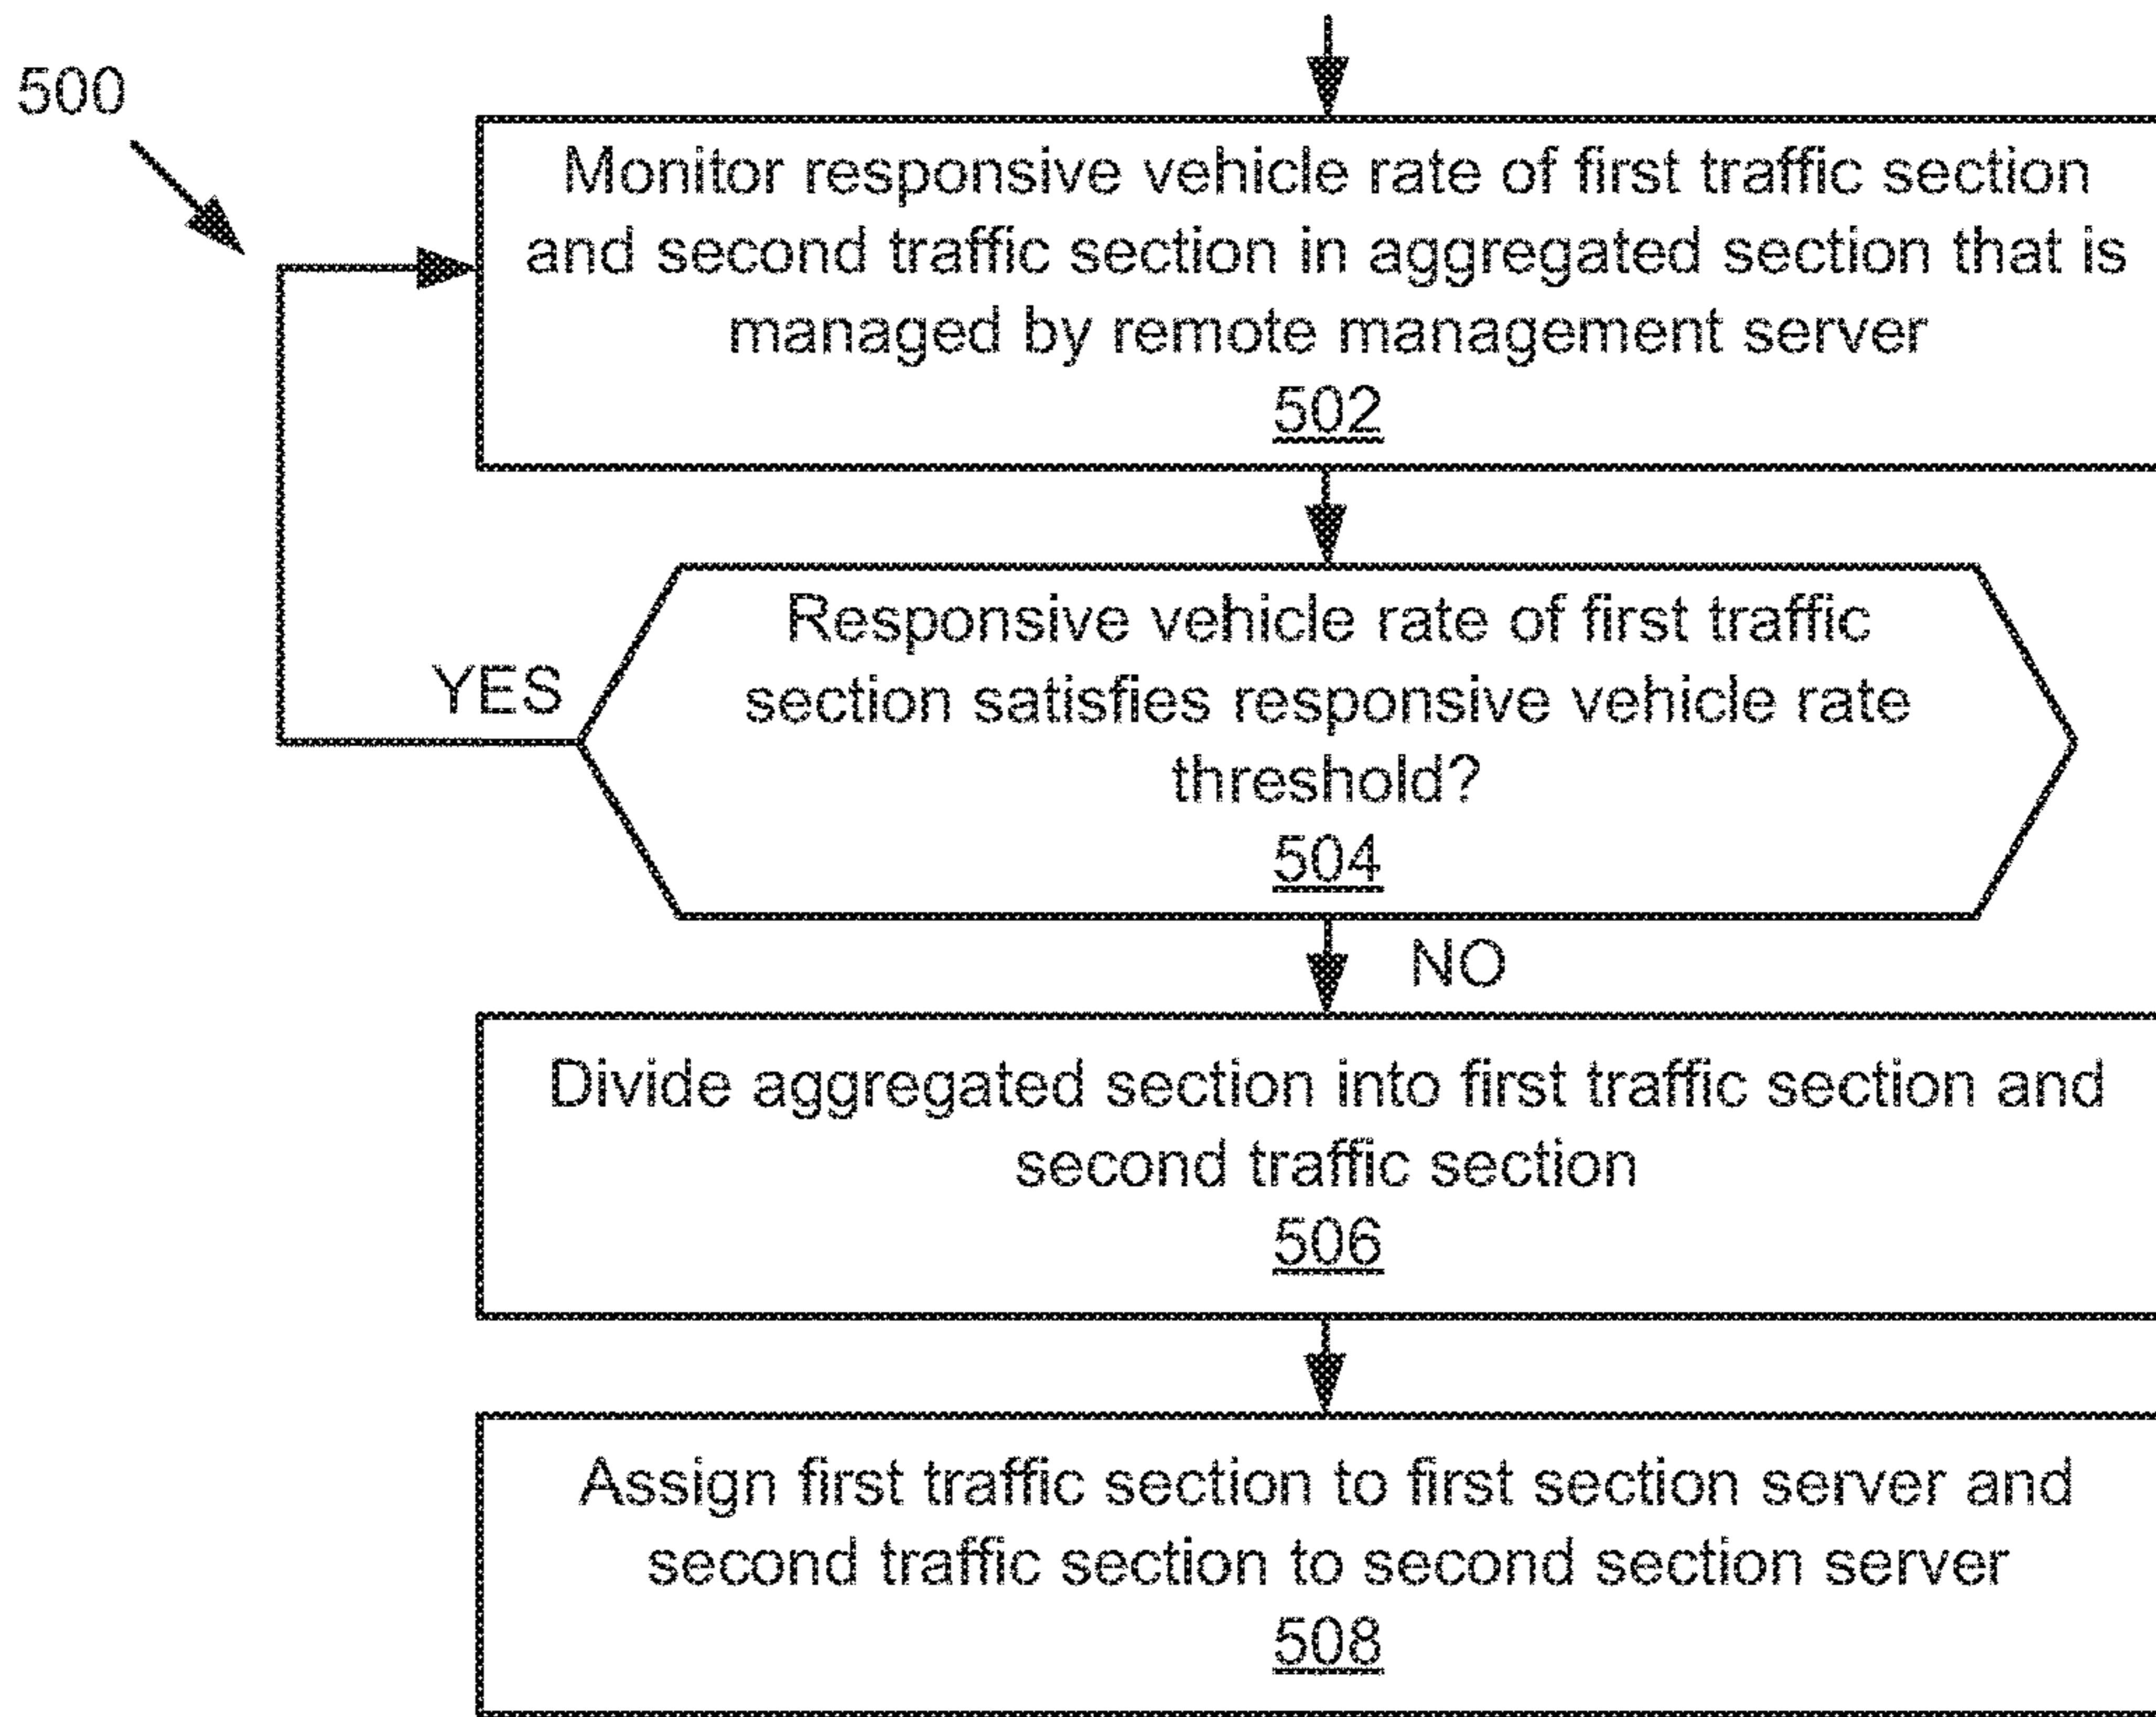 500
Monitor responsive vehicle rate of first traffic section
and second traffic section in aggregated section that is
managed by remote management server
502
Responsive vehicle rate of first traffic
section satisfies responsive vehicle rate
threshold?
504
YES
NO
Divide aggregated section into first traffic section and
second traffic section
506
Assign first traffic section to first section server and
second traffic section to second section server
508